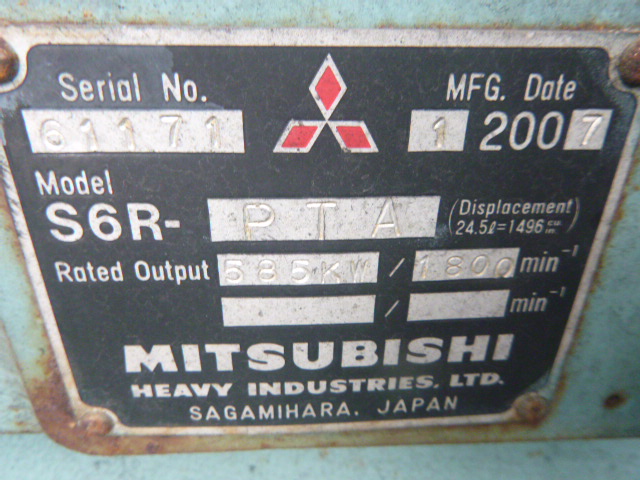 Serial No. MFG. Date
61171 1 2007
Model
S6R- PTA (Displacement
24.5ℓ=1496 cu. in.)
Rated Output 585KW / 1800 min⁻¹
/ min⁻¹
MITSUBISHI
HEAVY INDUSTRIES, LTD.
SAGAMIHARA, JAPAN